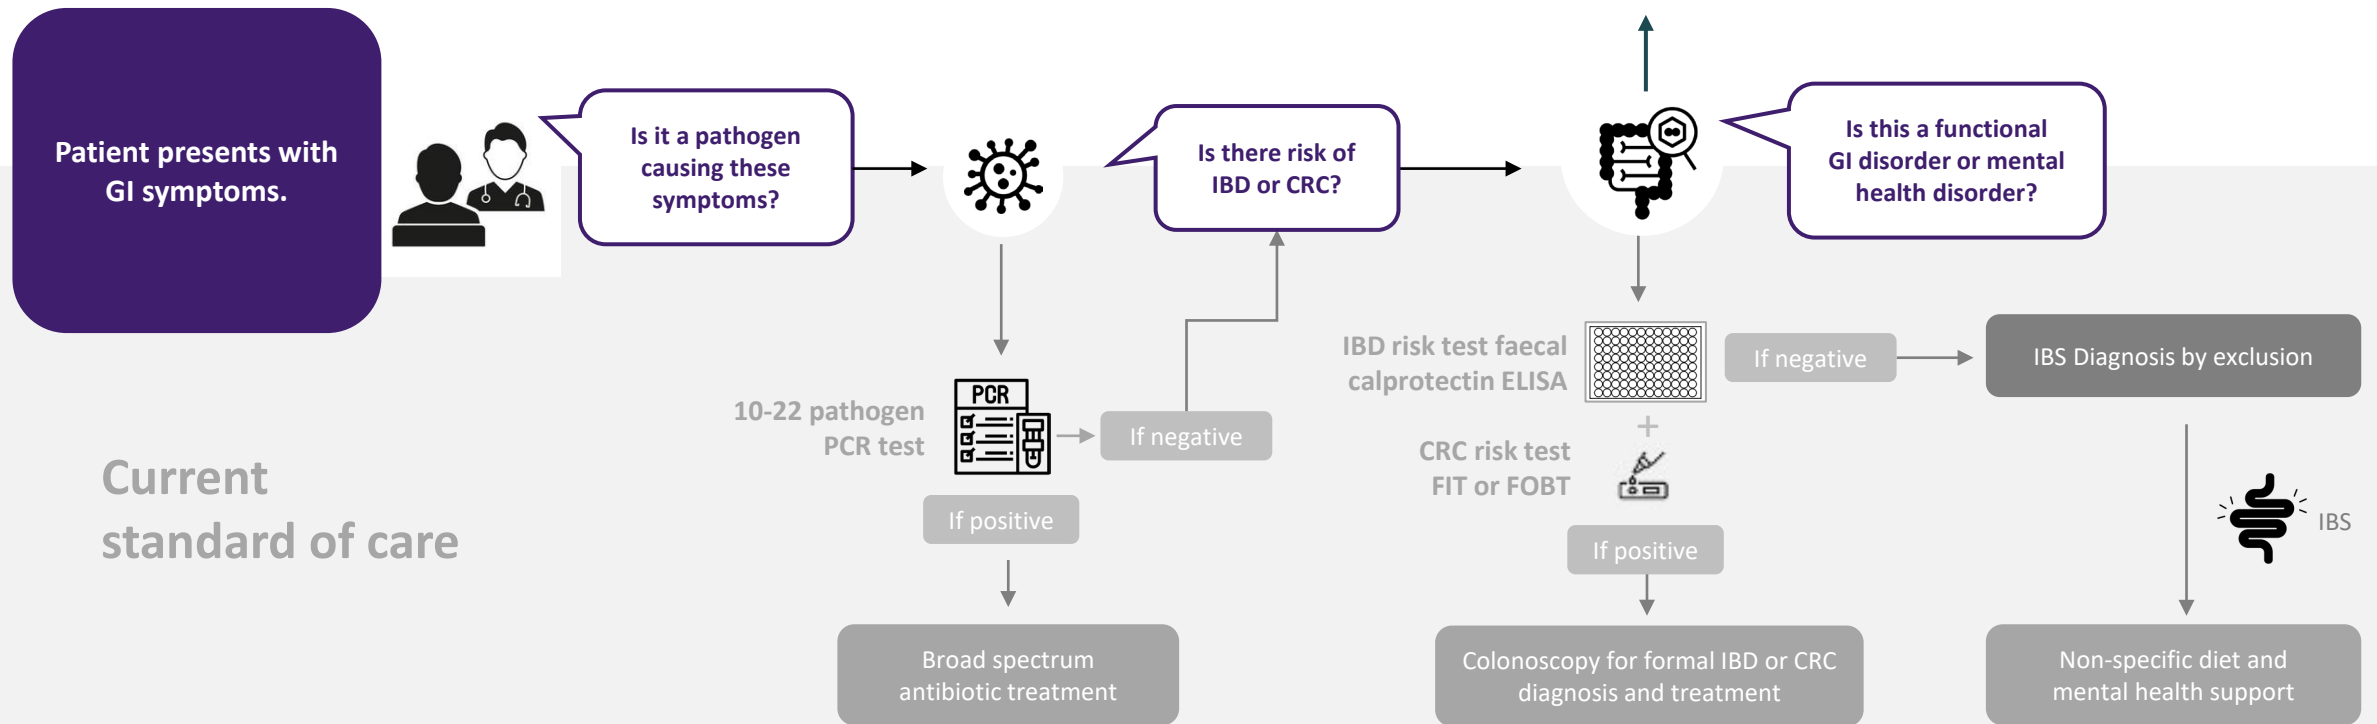 Patient presents with
GI symptoms.
Is it a pathogen
causing these
symptoms?
Is there risk of
IBD or CRC?
Is this a functional
GI disorder or mental
health disorder?
Current
standard of care
10-22 pathogen
PCR test
PCR
If negative
If positive
Broad spectrum
antibiotic treatment
IBD risk test faecal
calprotectin ELISA
+
CRC risk test
FIT or FOBT
If positive
Colonoscopy for formal IBD or CRC
diagnosis and treatment
If negative
IBS Diagnosis by exclusion
IBS
Non-specific diet and
mental health support